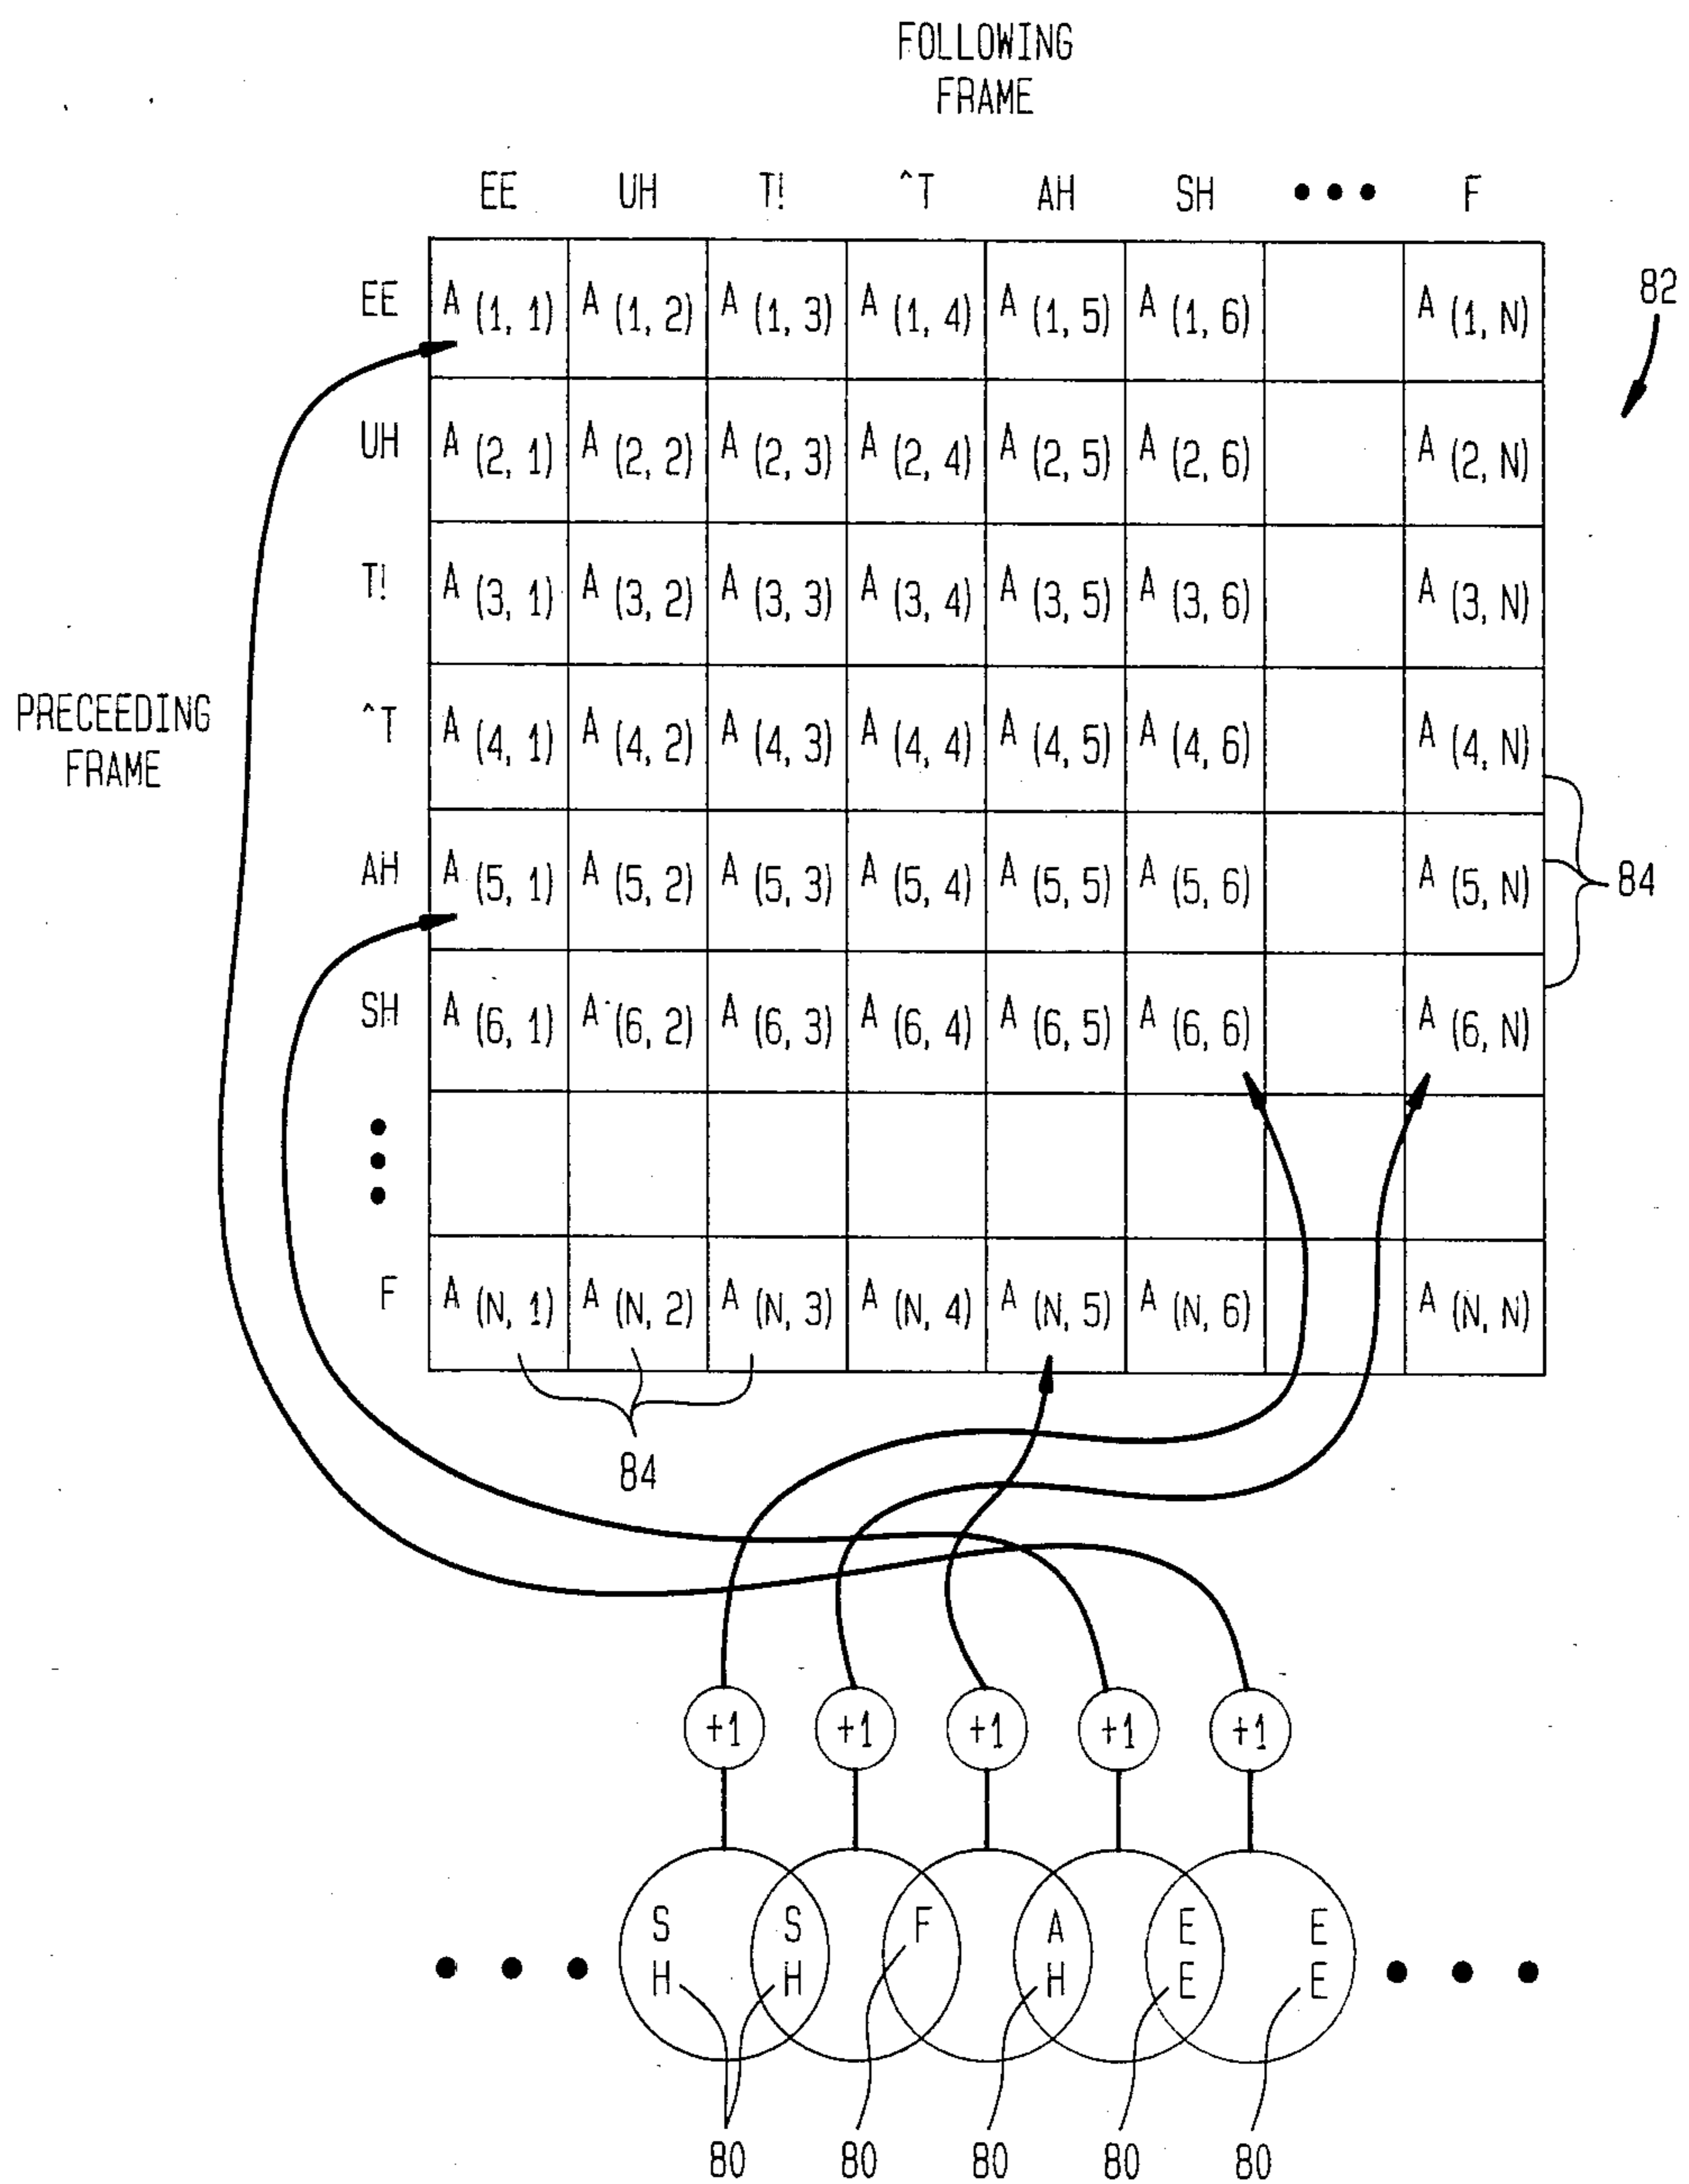 FOLLOWING
FRAME
EE UH T! ^T AH SH ••• F
EE A (1, 1) A (1, 2) A (1, 3) A (1, 4) A (1, 5) A (1, 6) A (1, N)
82
UH A (2, 1) A (2, 2) A (2, 3) A (2, 4) A (2, 5) A (2, 6) A (2, N)
T! A (3, 1) A (3, 2) A (3, 3) A (3, 4) A (3, 5) A (3, 6) A (3, N)
PRECEEDING
FRAME
^T A (4, 1) A (4, 2) A (4, 3) A (4, 4) A (4, 5) A (4, 6) A (4, N)
AH A (5, 1) A (5, 2) A (5, 3) A (5, 4) A (5, 5) A (5, 6) A (5, N)
84
SH A (6, 1) A (6, 2) A (6, 3) A (6, 4) A (6, 5) A (6, 6) A (6, N)
•••
F A (N, 1) A (N, 2) A (N, 3) A (N, 4) A (N, 5) A (N, 6) A (N, N)
84
+1 +1 +1 +1 +1
••• SH SH F AH EE EE •••
80 80 80 80 80